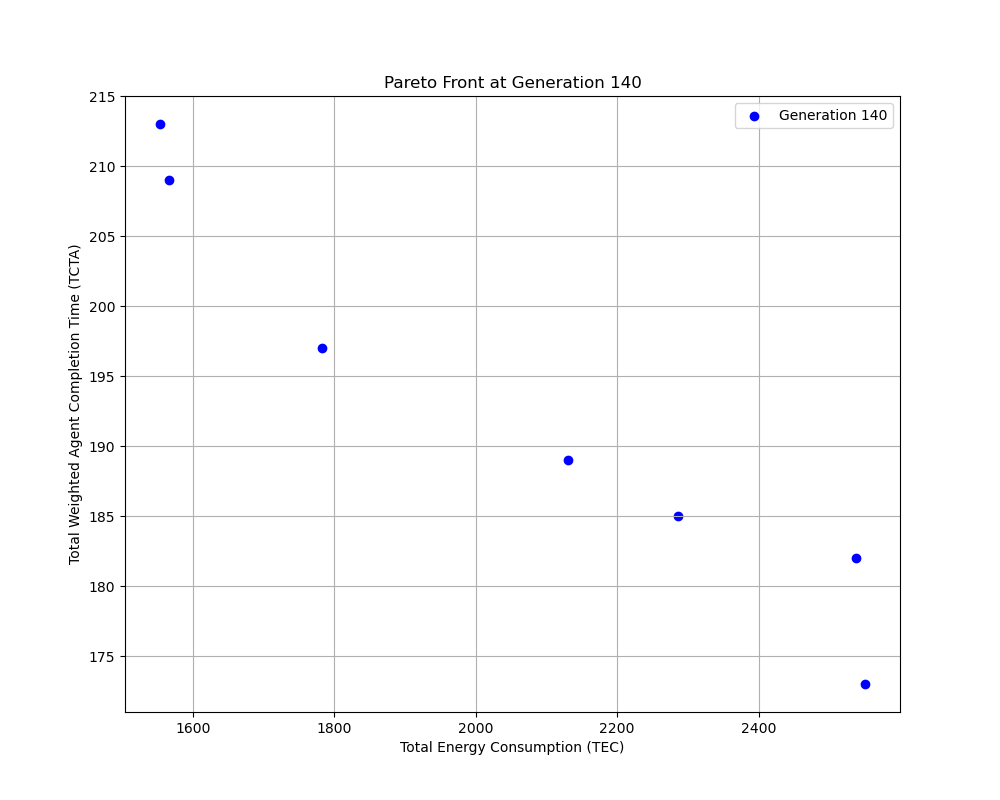 Pareto Front at Generation 140
Generation 140
215
210
205
200
195
190
185
180
175
Total Weighted Agent Completion Time (TCTA)
1600 1800 2000 2200 2400
Total Energy Consumption (TEC)